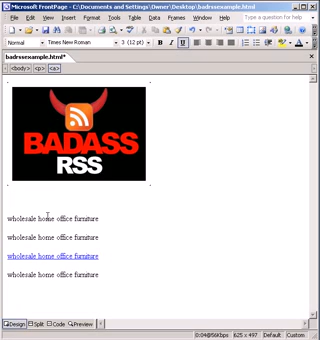 Microsoft FrontPage - C:\Documents and Settings\Owner\Desktop\badrssexample.html
File Edit View Insert Format Tools Table Data Frames Window Help
Type a question for help
Normal Times New Roman 3 (12 pt) B I U
badrssexample.html*
<body> <p> <a>
BADASS
RSS
wholesale home office furniture
wholesale home office furniture
wholesale home office furniture
wholesale home office furniture
Design Split Code Preview
0:04@56Kbps 625 x 497 Default Custom